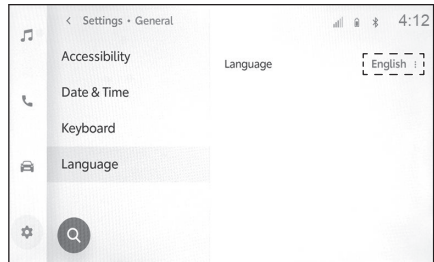 < Settings • General
4:12
Accessibility
Language
English
Date & Time
Keyboard
Language